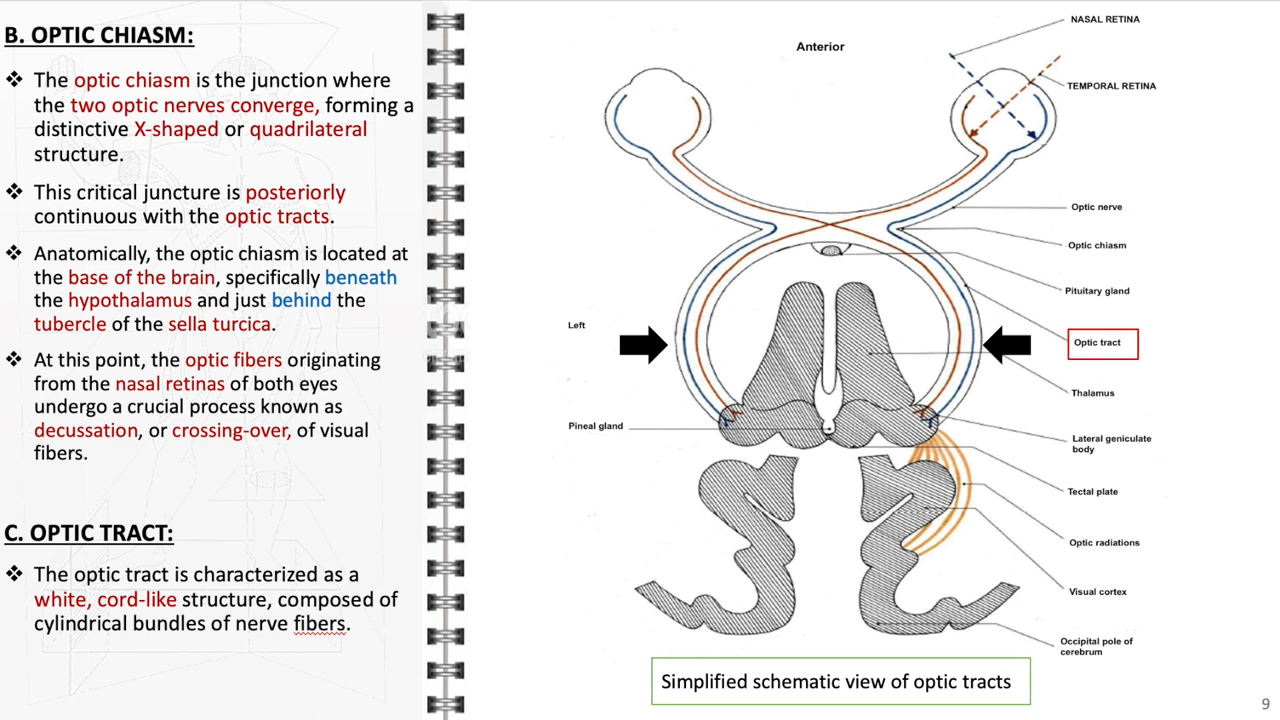 B. OPTIC CHIASM:
❖ The optic chiasm is the junction where
the two optic nerves converge, forming a
distinctive X-shaped or quadrilateral
structure.
❖ This critical juncture is posteriorly
continuous with the optic tracts.
❖ Anatomically, the optic chiasm is located at
the base of the brain, specifically beneath
the hypothalamus and just behind the
tubercle of the sella turcica.
❖ At this point, the optic fibers originating
from the nasal retinas of both eyes
undergo a crucial process known as
decussation, or crossing-over, of visual
fibers.
C. OPTIC TRACT:
❖ The optic tract is characterized as a
white, cord-like structure, composed of
cylindrical bundles of nerve fibers.
Anterior
NASAL RETINA
TEMPORAL RETINA
Optic nerve
Optic chiasm
Pituitary gland
Left
Optic tract
Thalamus
Pineal gland
Lateral geniculate
body
Tectal plate
Optic radiations
Visual cortex
Occipital pole of
cerebrum
Simplified schematic view of optic tracts
9